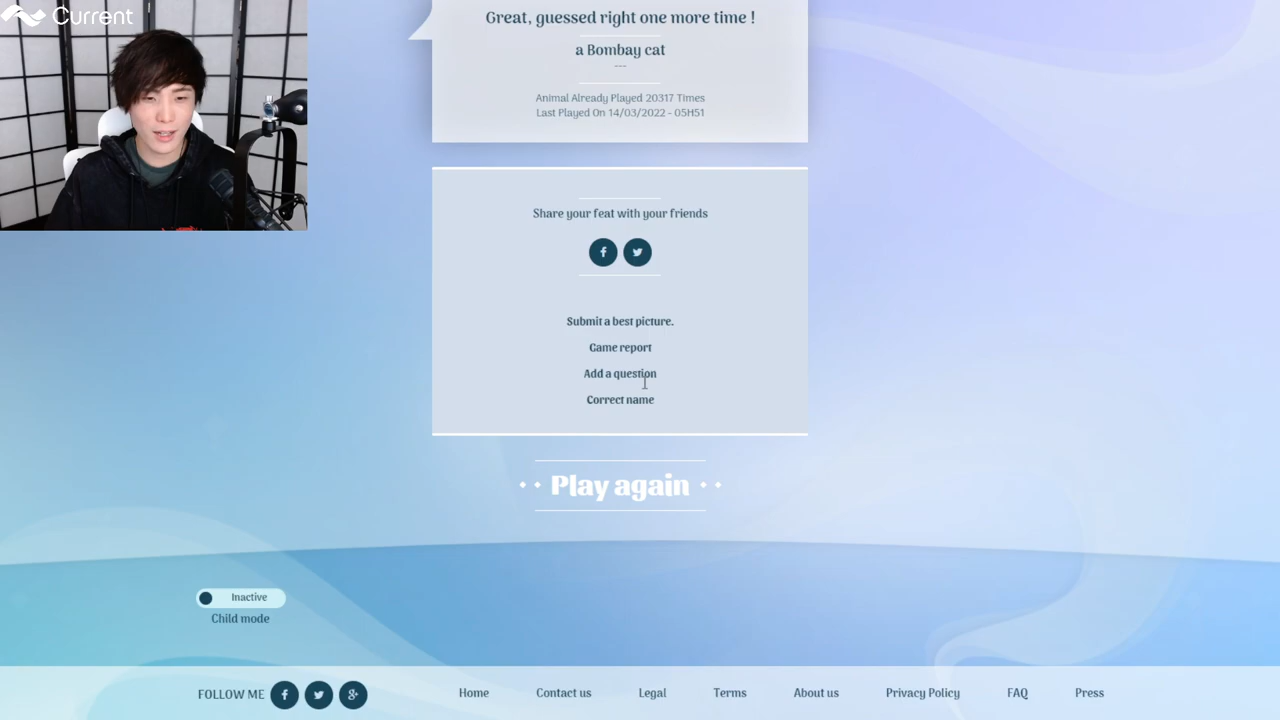 Current
Great, guessed right one more time !
a Bombay cat
---
Animal Already Played 20317 Times
Last Played On 14/03/2022 - 05H51
Share your feat with your friends
Submit a best picture.
Game report
Add a question
Correct name
Play again
Inactive
Child mode
FOLLOW ME
Home
Contact us
Legal
Terms
About us
Privacy Policy
FAQ
Press